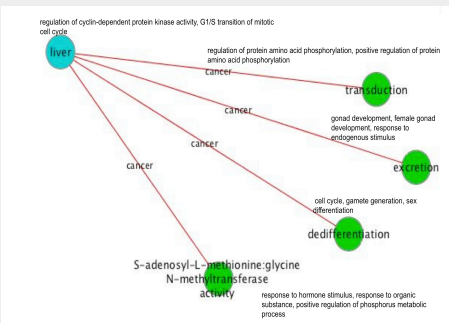 regulation of cyclin-dependent protein kinase activity, G1/S transition of mitotic
cell cycle
liver
regulation of protein amino acid phosphorylation, positive regulation of protein
amino acid phosphorylation
cancer
transduction
cancer
gonad development, female gonad
development, response to
endogenous stimulus
cancer
cancer
excretion
cell cycle, gamete generation, sex
differentiation
dedifferentiation
S-adenosyl-L-methionine:glycine
N-methyltransferase
activity
response to hormone stimulus, response to organic
substance, positive regulation of phosphorus metabolic
process